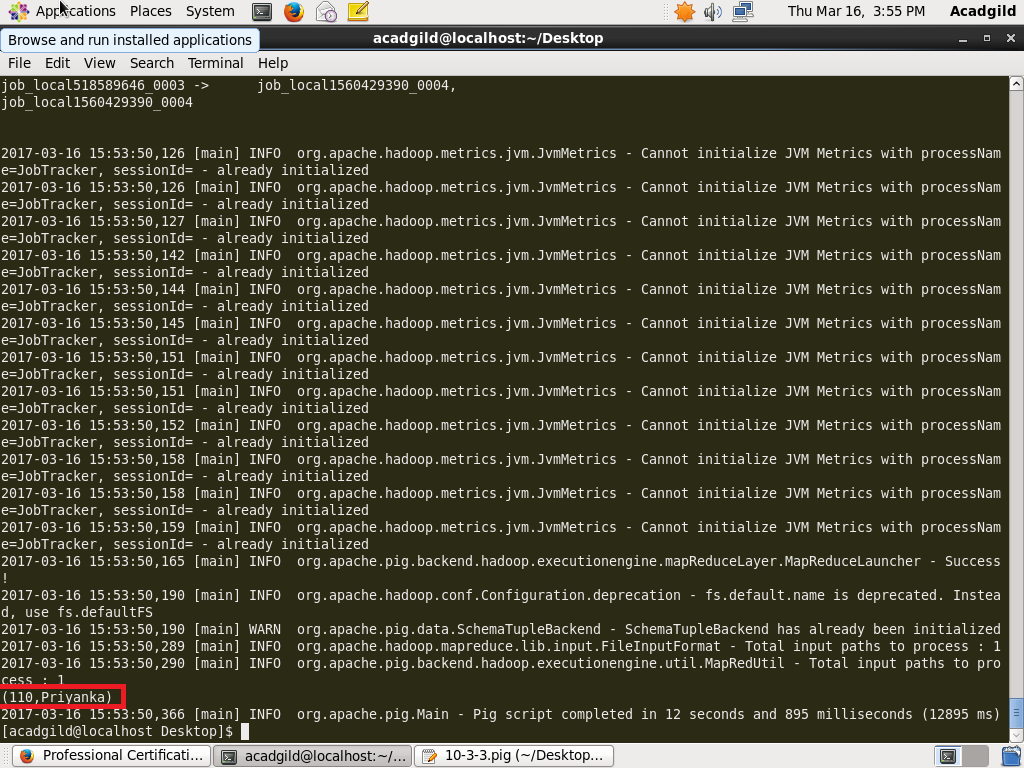 Applications Places System Thu Mar 16, 3:55 PM Acadgild
Browse and run installed applications
acadgild@localhost:~/Desktop
File Edit View Search Terminal Help
job_local518589646_0003 -> job_local1560429390_0004,
job_local1560429390_0004
2017-03-16 15:53:50,126 [main] INFO org.apache.hadoop.metrics.jvm.JvmMetrics - Cannot initialize JVM Metrics with processNam
e=JobTracker, sessionId= - already initialized
2017-03-16 15:53:50,126 [main] INFO org.apache.hadoop.metrics.jvm.JvmMetrics - Cannot initialize JVM Metrics with processNam
e=JobTracker, sessionId= - already initialized
2017-03-16 15:53:50,127 [main] INFO org.apache.hadoop.metrics.jvm.JvmMetrics - Cannot initialize JVM Metrics with processNam
e=JobTracker, sessionId= - already initialized
2017-03-16 15:53:50,142 [main] INFO org.apache.hadoop.metrics.jvm.JvmMetrics - Cannot initialize JVM Metrics with processNam
e=JobTracker, sessionId= - already initialized
2017-03-16 15:53:50,144 [main] INFO org.apache.hadoop.metrics.jvm.JvmMetrics - Cannot initialize JVM Metrics with processNam
e=JobTracker, sessionId= - already initialized
2017-03-16 15:53:50,145 [main] INFO org.apache.hadoop.metrics.jvm.JvmMetrics - Cannot initialize JVM Metrics with processNam
e=JobTracker, sessionId= - already initialized
2017-03-16 15:53:50,151 [main] INFO org.apache.hadoop.metrics.jvm.JvmMetrics - Cannot initialize JVM Metrics with processNam
e=JobTracker, sessionId= - already initialized
2017-03-16 15:53:50,151 [main] INFO org.apache.hadoop.metrics.jvm.JvmMetrics - Cannot initialize JVM Metrics with processNam
e=JobTracker, sessionId= - already initialized
2017-03-16 15:53:50,152 [main] INFO org.apache.hadoop.metrics.jvm.JvmMetrics - Cannot initialize JVM Metrics with processNam
e=JobTracker, sessionId= - already initialized
2017-03-16 15:53:50,158 [main] INFO org.apache.hadoop.metrics.jvm.JvmMetrics - Cannot initialize JVM Metrics with processNam
e=JobTracker, sessionId= - already initialized
2017-03-16 15:53:50,158 [main] INFO org.apache.hadoop.metrics.jvm.JvmMetrics - Cannot initialize JVM Metrics with processNam
e=JobTracker, sessionId= - already initialized
2017-03-16 15:53:50,159 [main] INFO org.apache.hadoop.metrics.jvm.JvmMetrics - Cannot initialize JVM Metrics with processNam
e=JobTracker, sessionId= - already initialized
2017-03-16 15:53:50,165 [main] INFO org.apache.pig.backend.hadoop.executionengine.mapReduceLayer.MapReduceLauncher - Success
!
2017-03-16 15:53:50,190 [main] INFO org.apache.hadoop.conf.Configuration.deprecation - fs.default.name is deprecated. Instea
d, use fs.defaultFS
2017-03-16 15:53:50,190 [main] WARN org.apache.pig.data.SchemaTupleBackend - SchemaTupleBackend has already been initialized
2017-03-16 15:53:50,289 [main] INFO org.apache.hadoop.mapreduce.lib.input.FileInputFormat - Total input paths to process : 1
2017-03-16 15:53:50,290 [main] INFO org.apache.pig.backend.hadoop.executionengine.util.MapRedUtil - Total input paths to pro
cess : 1
(110,Priyanka)
2017-03-16 15:53:50,366 [main] INFO org.apache.pig.Main - Pig script completed in 12 seconds and 895 milliseconds (12895 ms)
[acadgild@localhost Desktop]$
Professional Certificati... acadgild@localhost:~/... 10-3-3.pig (~/Desktop...